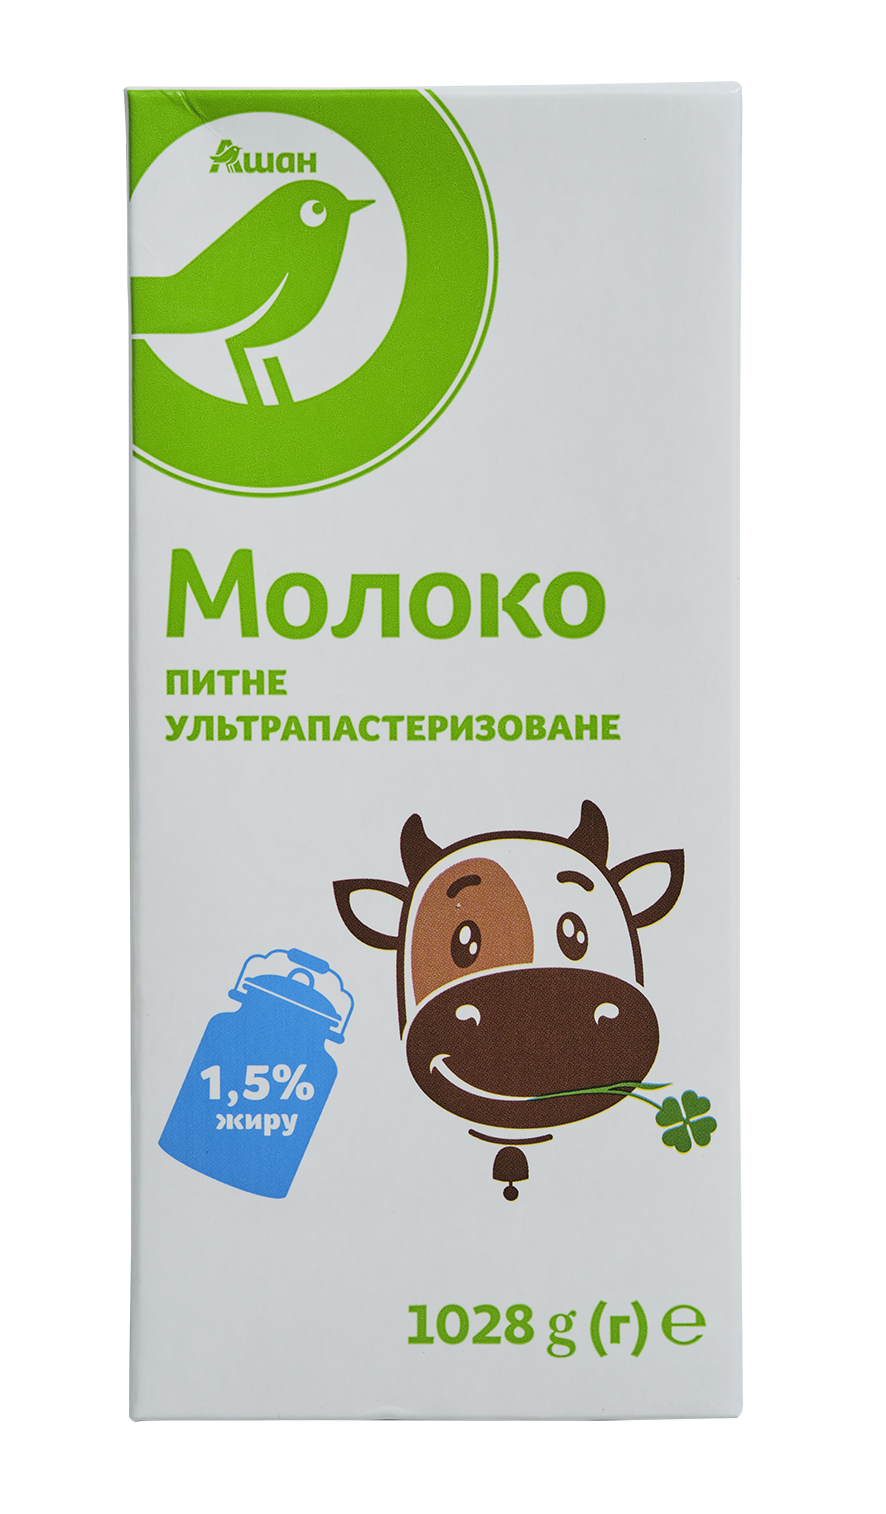 Ашан
Молоко
ПИТНЕ
УЛЬТРАПАСТЕРИЗОВАНЕ
1,5%
жиру
1028 g (г) ℮